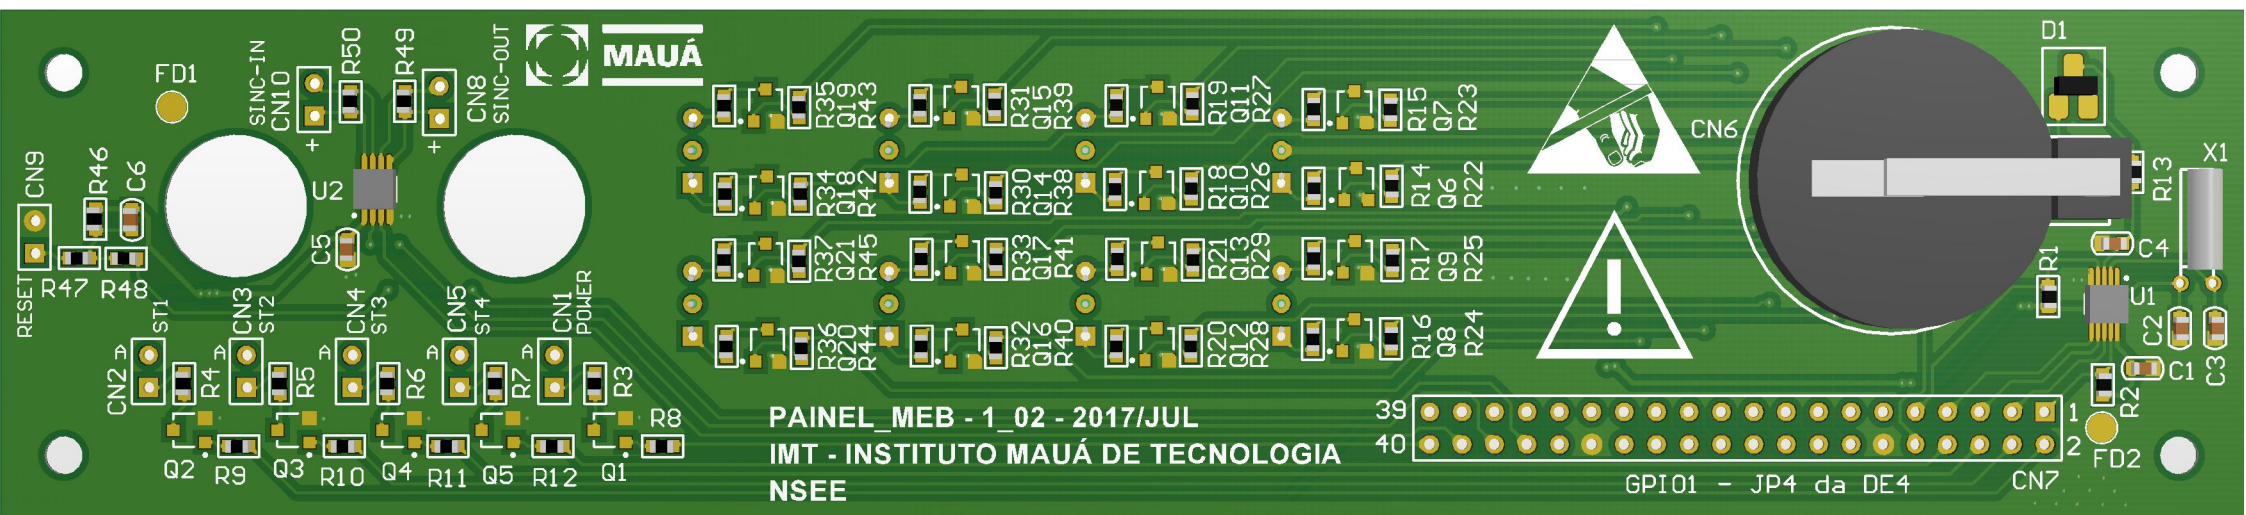 SINC-IN
CN10
R50
R49
CN8
SINC-OUT
MAUÁ
FD1
CN9
R46
C6
U2
C5
RESET
R47
R48
R35
Q19
R43
R31
Q15
R39
R19
Q11
R27
R15
Q7
R23
R34
Q18
R42
R30
Q14
R38
R18
Q10
R26
R14
Q6
R22
R37
Q21
R45
R33
Q17
R41
R21
Q13
R29
R17
Q9
R25
R36
Q20
R44
R32
Q16
R40
R20
Q12
R28
R16
Q8
R24
CN6
D1
R13
X1
C4
R1
U1
C2
C3
C1
R2
FD2
ST1
CN3
ST2
CN4
ST3
CN5
ST4
CN1
POWER
A
A
A
A
A
CN2
R4
R5
R6
R7
R3
R8
Q2
R9
Q3
R10
Q4
R11
Q5
R12
Q1
PAINEL_MEB - 1_02 - 2017/JUL
IMT - INSTITUTO MAUÁ DE TECNOLOGIA
NSEE
39
1
40
2
GPIO1 - JP4 da DE4
CN7